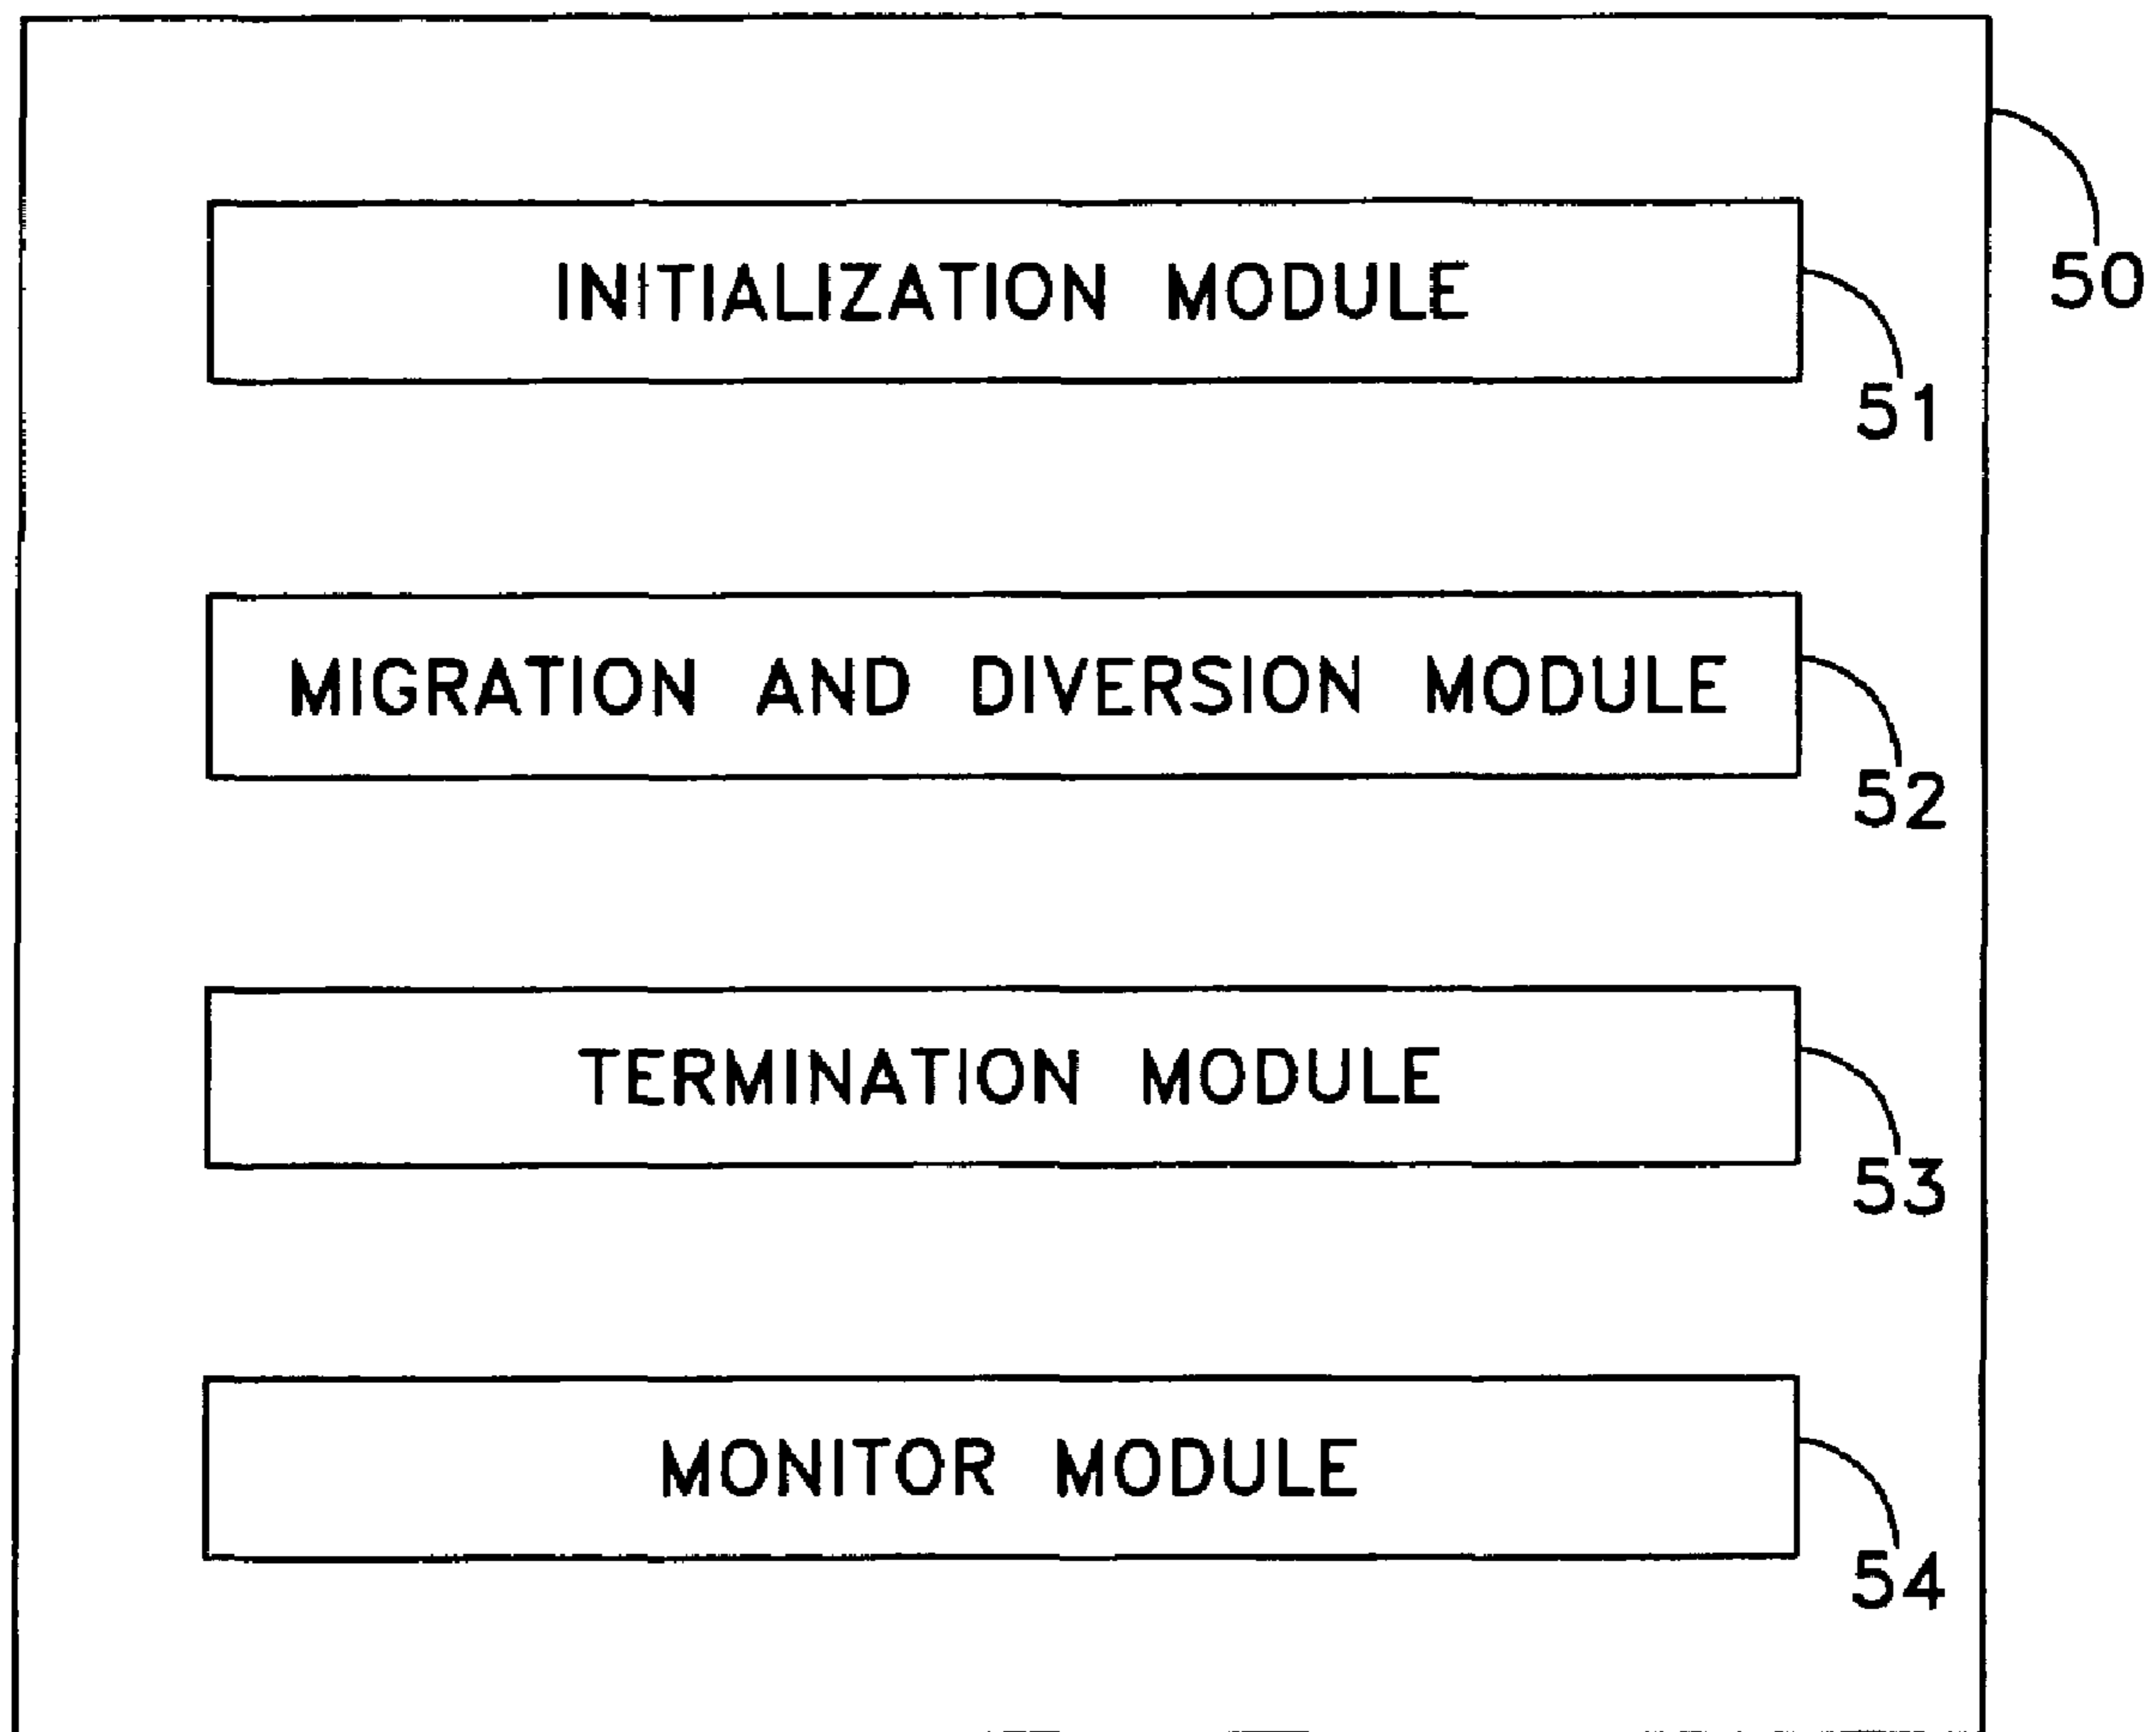 INITIALIZATION MODULE
50
51
MIGRATION AND DIVERSION MODULE
52
TERMINATION MODULE
53
MONITOR MODULE
54